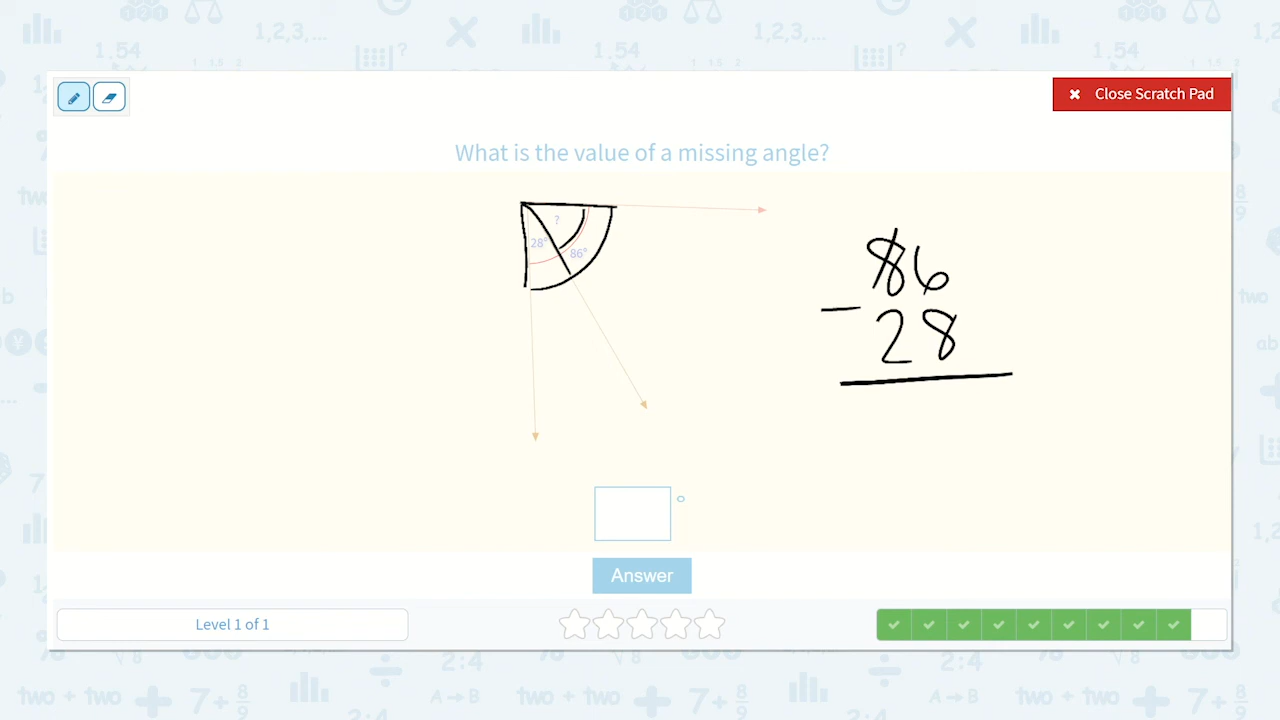 Close Scratch Pad
What is the value of a missing angle?
?
28°
86°
86
- 28
°
Answer
Level 1 of 1